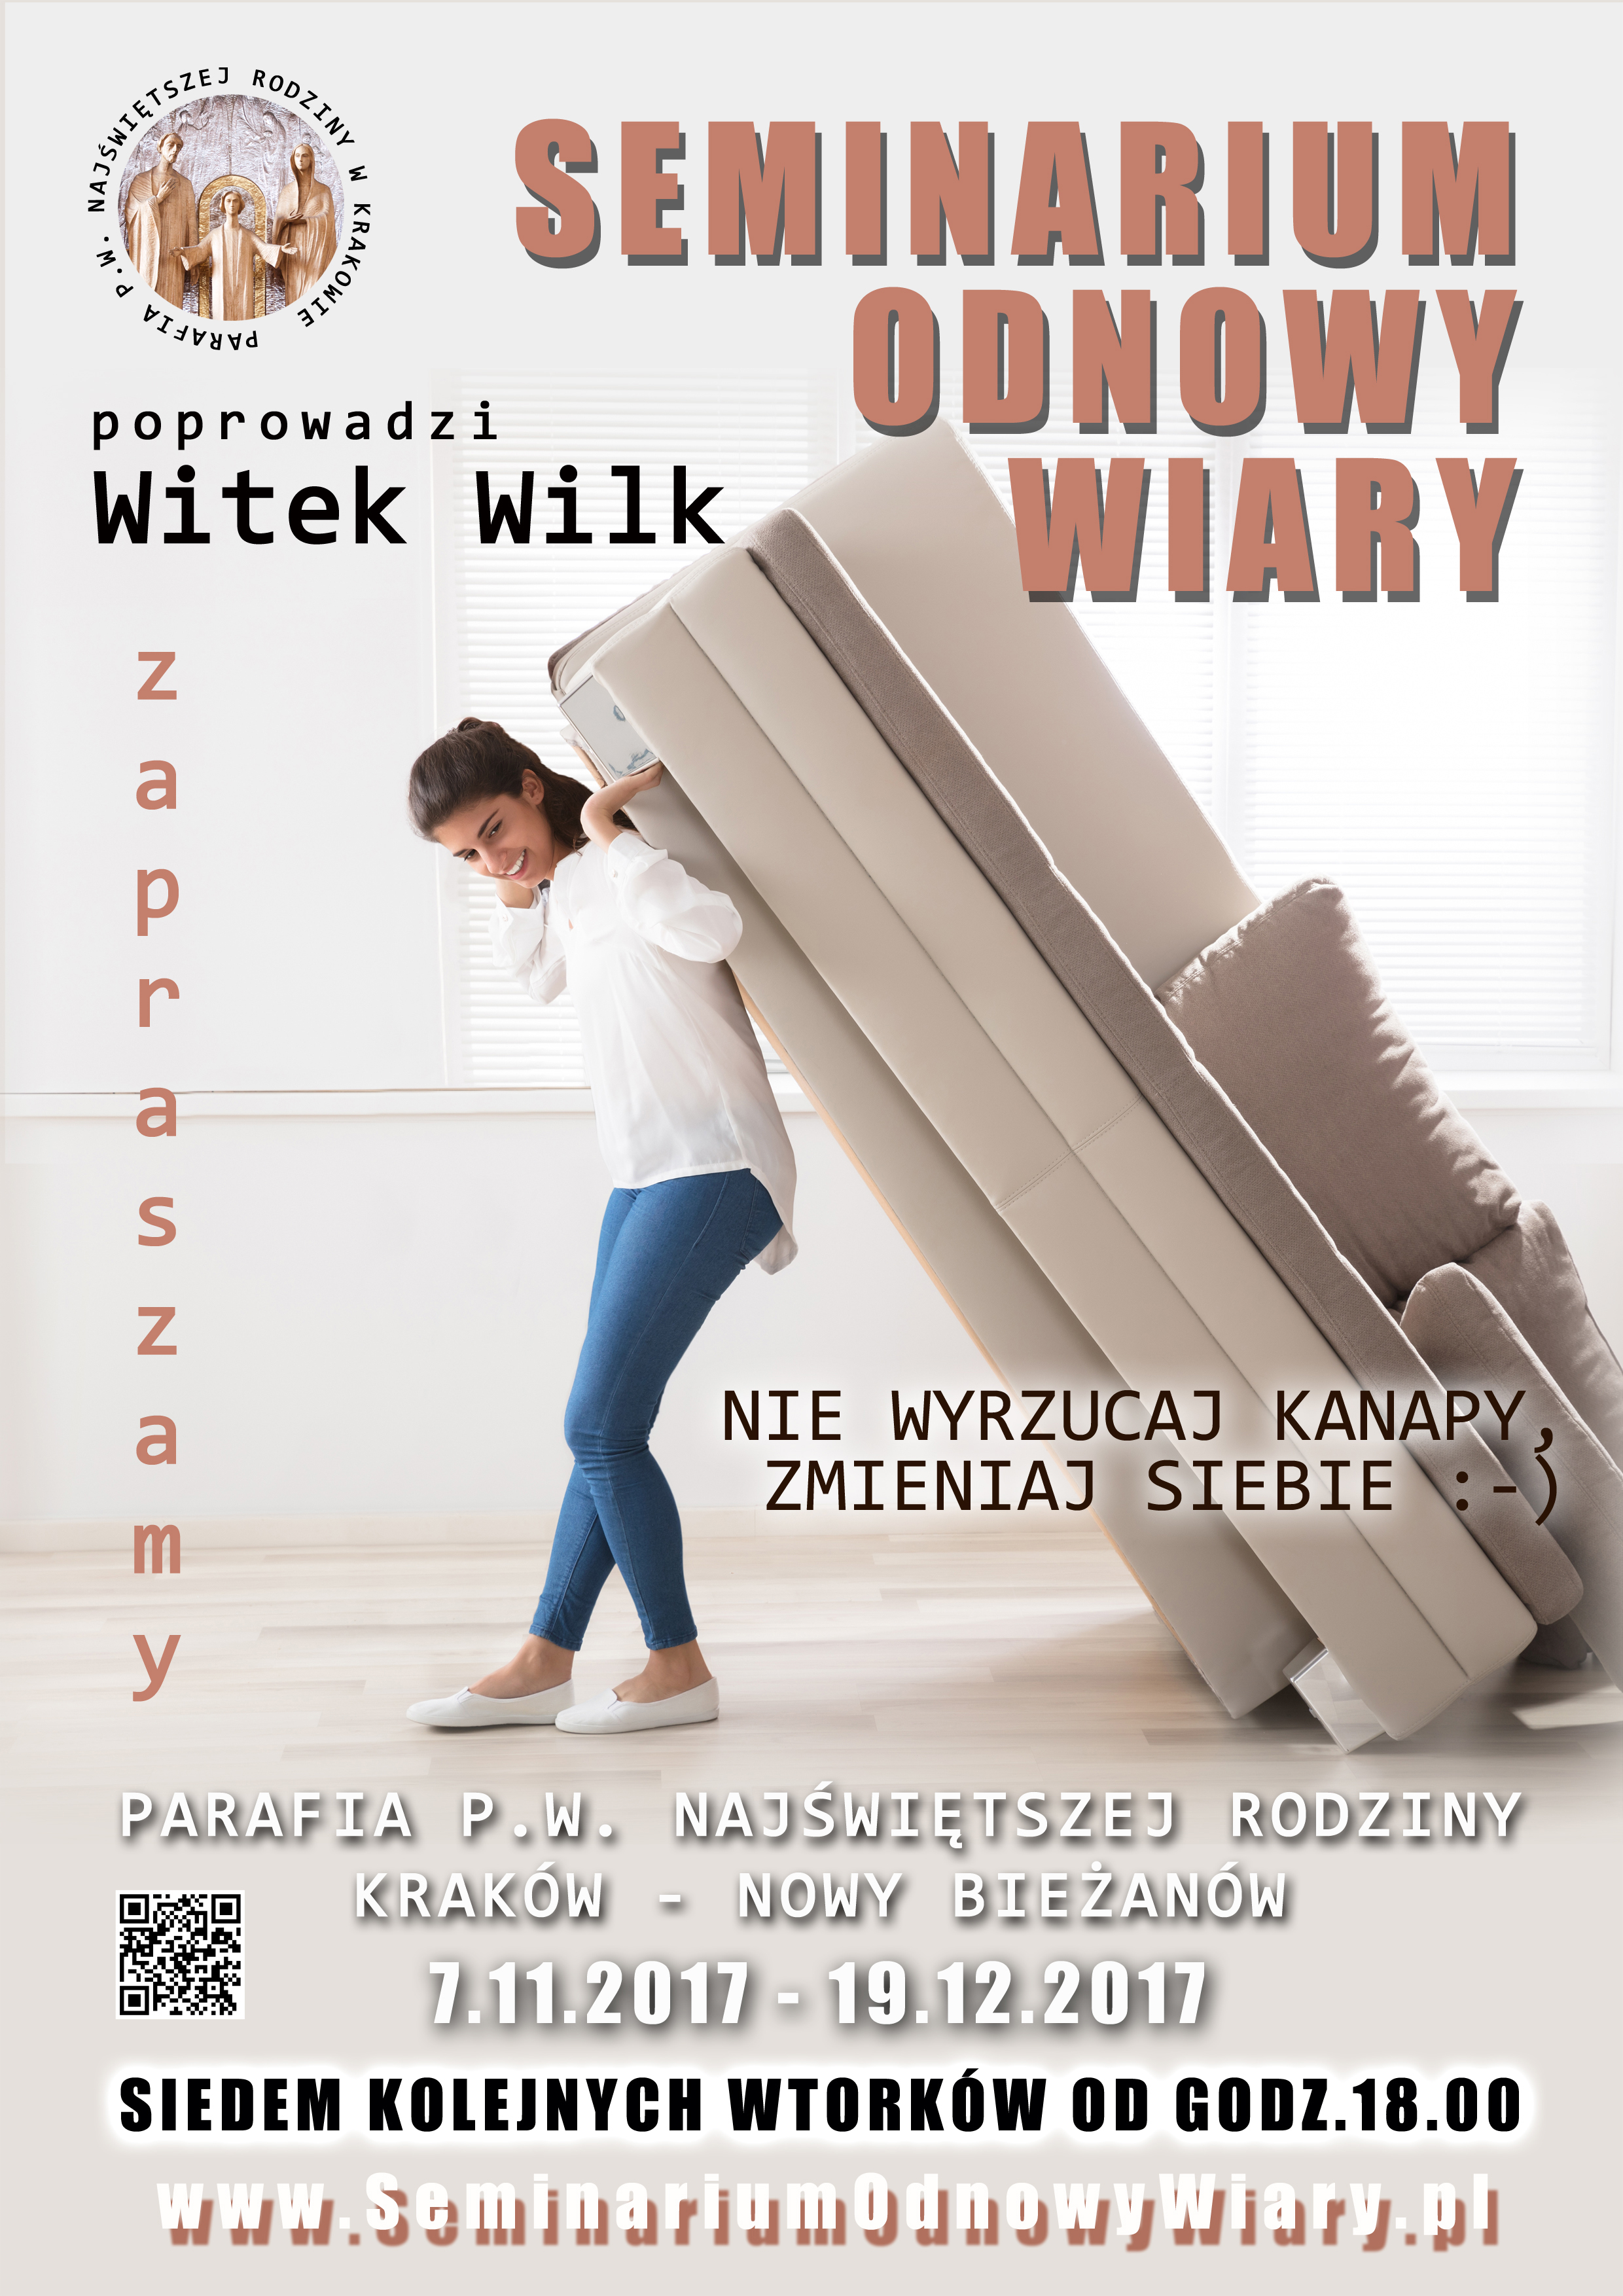 PARAFIA P.W. NAJŚWIĘTSZEJ RODZINY W KRAKOWIE
SEMINARIUM
ODNOWY
WIARY
poprowadzi
Witek Wilk
zapraszamy
NIE WYRZUCAJ KANAPY,
ZMIENIAJ SIEBIE :-)
PARAFIA P.W. NAJŚWIĘTSZEJ RODZINY
KRAKÓW - NOWY BIEŻANÓW
7.11.2017 - 19.12.2017
SIEDEM KOLEJNYCH WTORKÓW OD GODZ.18.00
www.SeminariumOdnowyWiary.pl